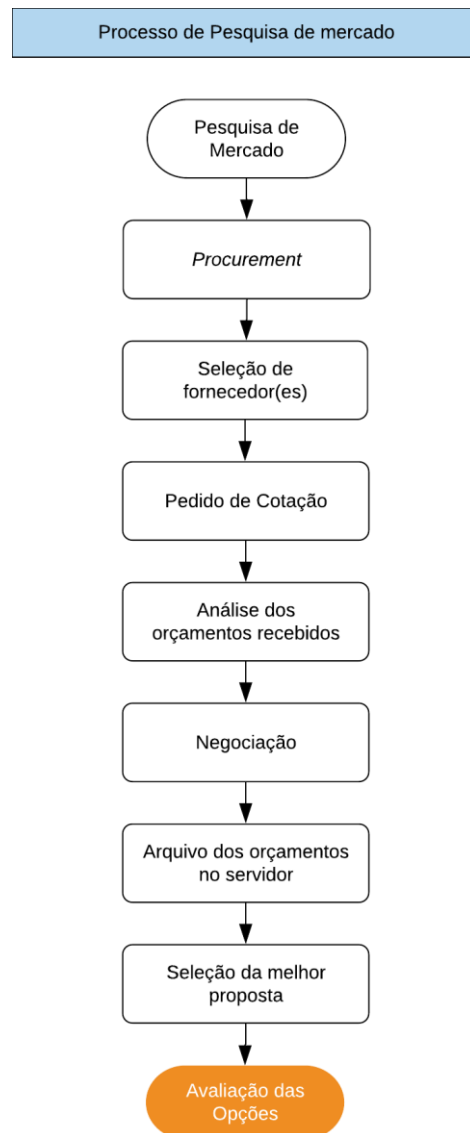 Processo de Pesquisa de mercado
Pesquisa de
Mercado
Procurement
Seleção de
fornecedor(es)
Pedido de Cotação
Análise dos
orçamentos recebidos
Negociação
Arquivo dos orçamentos
no servidor
Seleção da melhor
proposta
Avaliação das
Opções